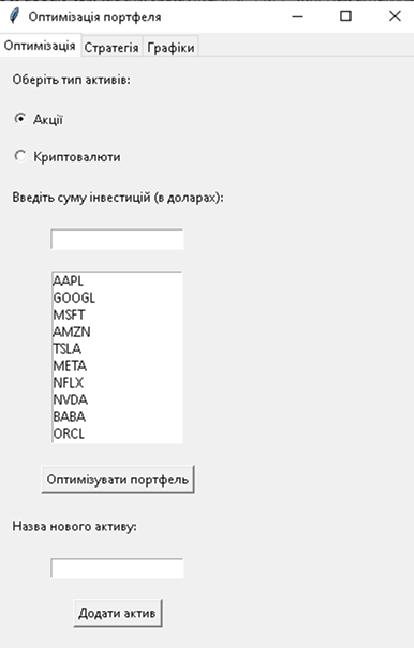 Оптимізація портфеля
Оптимізація Стратегія Графіки
Оберіть тип активів:
Акції
Криптовалюти
Введіть суму інвестицій (в доларах):
AAPL
GOOGL
MSFT
AMZN
TSLA
META
NFLX
NVDA
BABA
ORCL
Оптимізувати портфель
Назва нового активу:
Додати актив